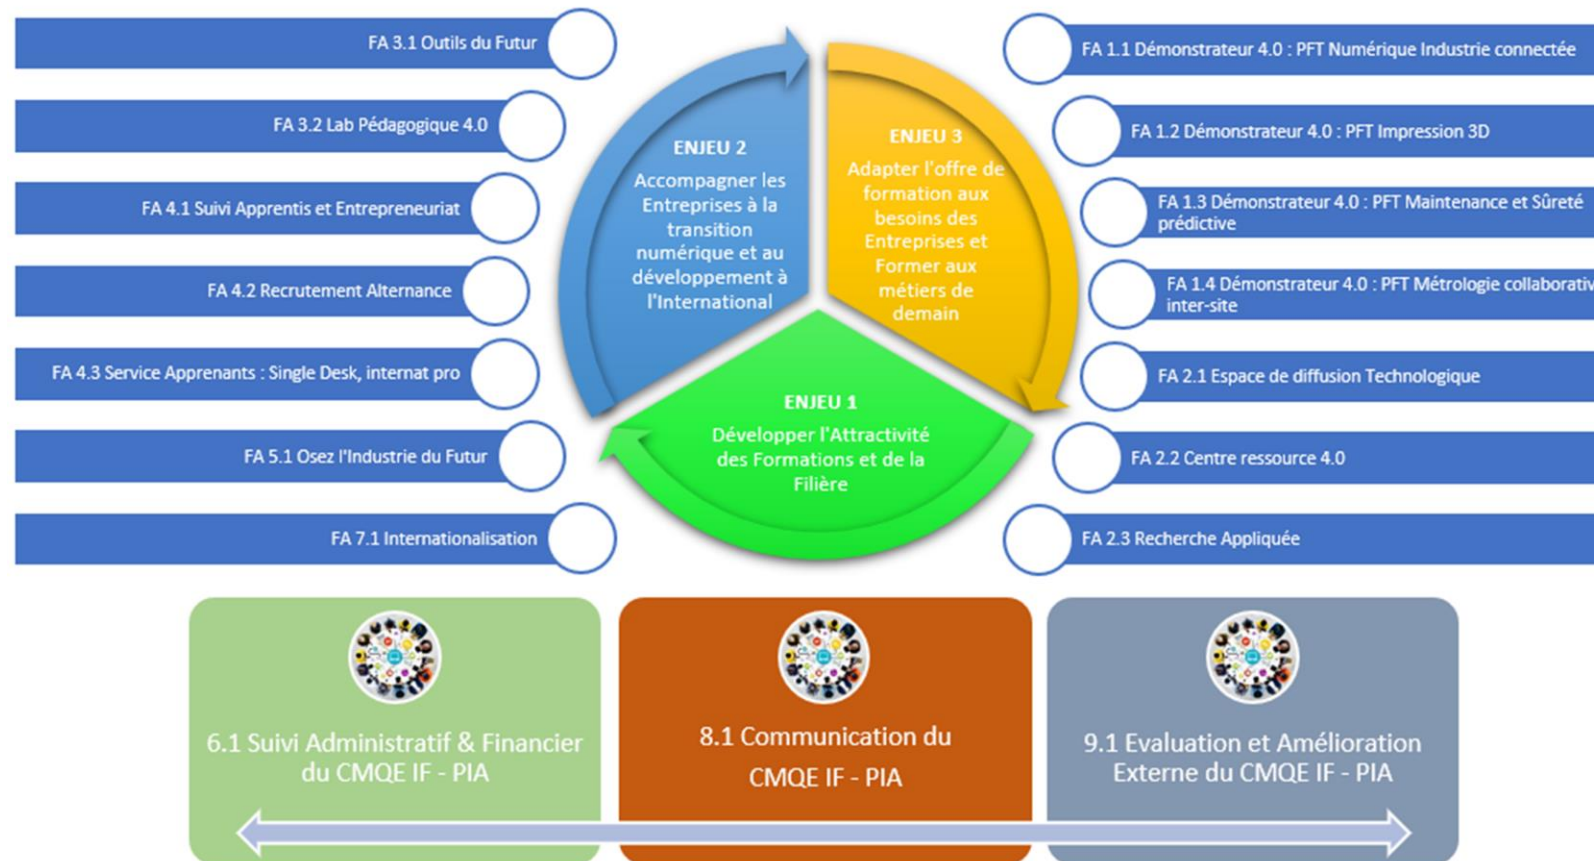 FA 3.1 Outils du Futur
FA 3.2 Lab Pédagogique 4.0
FA 4.1 Suivi Apprentis et Entrepreneuriat
FA 4.2 Recrutement Alternance
FA 4.3 Service Apprenants : Single Desk, internat pro
FA 5.1 Osez l'Industrie du Futur
FA 7.1 Internationalisation
ENJEU 2
Accompagner les
Entreprises à la
transition
numérique et au
développement à
l'International
ENJEU 3
Adapter l'offre de
formation aux
besoins des
Entreprises et
Former aux
métiers de
demain
ENJEU 1
Développer l'Attractivité
des Formations et de la
Filière
FA 1.1 Démonstrateur 4.0 : PFT Numérique Industrie connectée
FA 1.2 Démonstrateur 4.0 : PFT Impression 3D
FA 1.3 Démonstrateur 4.0 : PFT Maintenance et Sûreté
prédictive
FA 1.4 Démonstrateur 4.0 : PFT Métrologie collaborativ
inter-site
FA 2.1 Espace de diffusion Technologique
FA 2.2 Centre ressource 4.0
FA 2.3 Recherche Appliquée
6.1 Suivi Administratif & Financier
du CMQE IF - PIA
8.1 Communication du
CMQE IF - PIA
9.1 Evaluation et Amélioration
Externe du CMQE IF - PIA